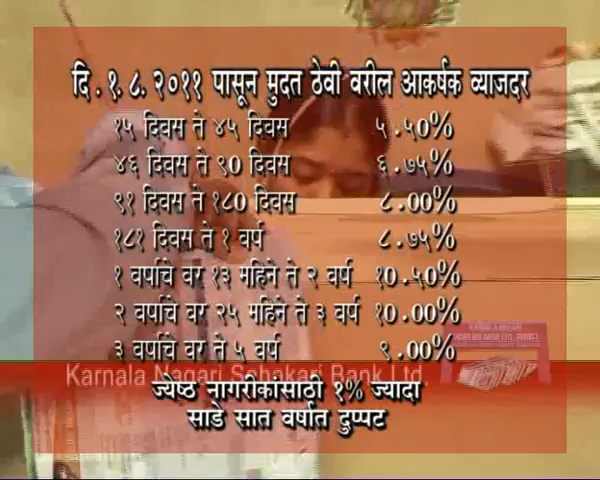 दि . १. ८. २०११ पासून मुदत ठेवी वरील आकर्षक व्याजदर
१५ दिवस ते ४५ दिवस ५.५०%
४६ दिवस ते ९० दिवस ६.७५%
९१ दिवस ते १८० दिवस ८.००%
१८१ दिवस ते १ वर्ष ८.७५%
१ वर्षाचे वर १३ महिने ते २ वर्ष १०.५०%
२ वर्षाचे वर २५ महिने ते ३ वर्ष १०.००%
३ वर्षाचे वर ते ५ वर्ष ९.००%
Karnala Nagari Sahakari Bank Ltd
ज्येष्ठ नागरीकांसाठी १% ज्यादा
साडे सात वर्षात दुप्पट